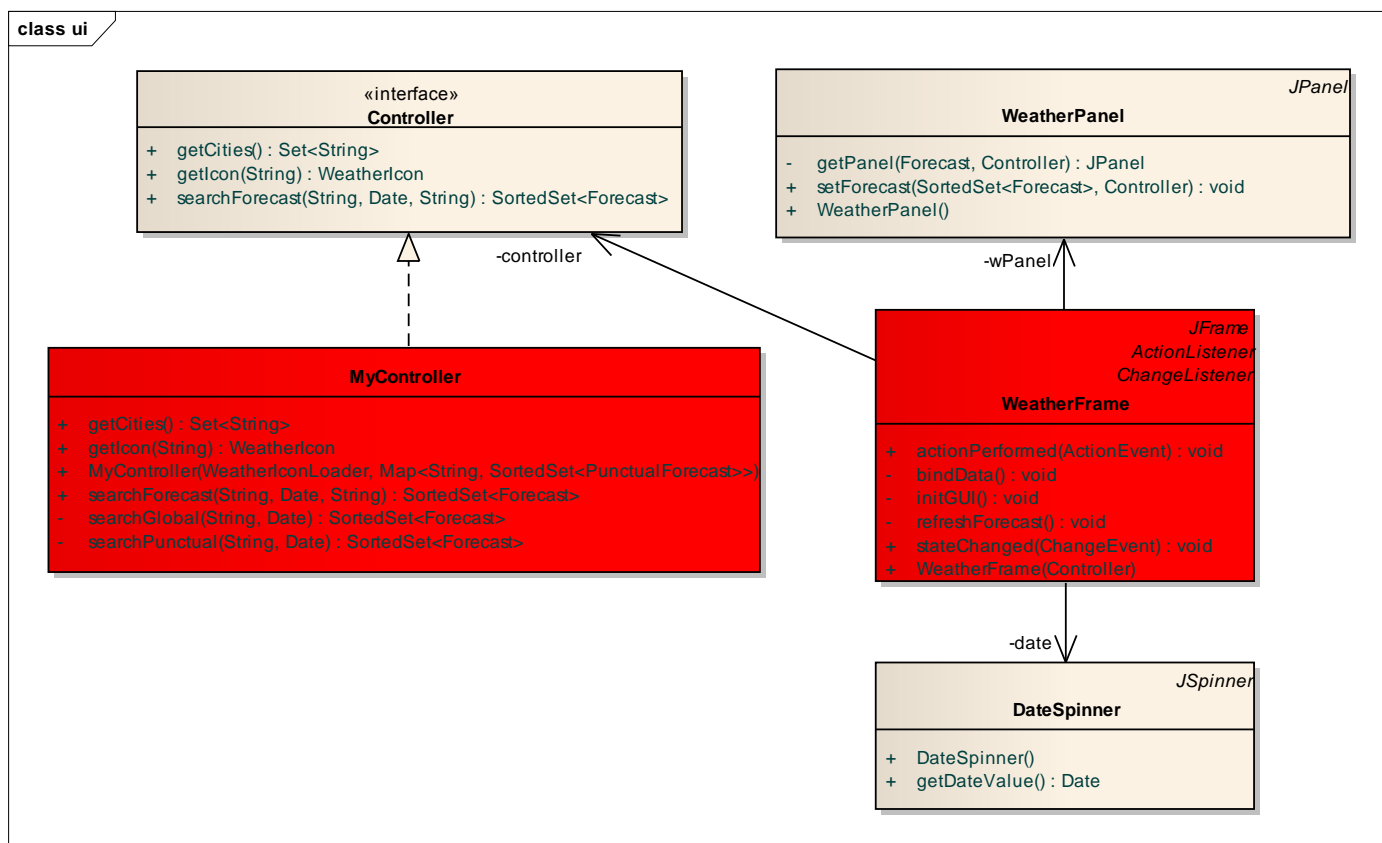 class ui
«interface»
Controller
+ getCities() : Set<String>
+ getIcon(String) : WeatherIcon
+ searchForecast(String, Date, String) : SortedSet<Forecast>
JPanel
WeatherPanel
- getPanel(Forecast, Controller) : JPanel
+ setForecast(SortedSet<Forecast>, Controller) : void
+ WeatherPanel()
-controller
-wPanel
MyController
+ getCities() : Set<String>
+ getIcon(String) : WeatherIcon
+ MyController(WeatherIconLoader, Map<String, SortedSet<PunctualForecast>>)
+ searchForecast(String, Date, String) : SortedSet<Forecast>
- searchGlobal(String, Date) : SortedSet<Forecast>
- searchPunctual(String, Date) : SortedSet<Forecast>
JFrame
ActionListener
ChangeListener
WeatherFrame
+ actionPerformed(ActionEvent) : void
- bindData() : void
- initGUI() : void
- refreshForecast() : void
+ stateChanged(ChangeEvent) : void
+ WeatherFrame(Controller)
-date
JSpinner
DateSpinner
+ DateSpinner()
+ getDateValue() : Date